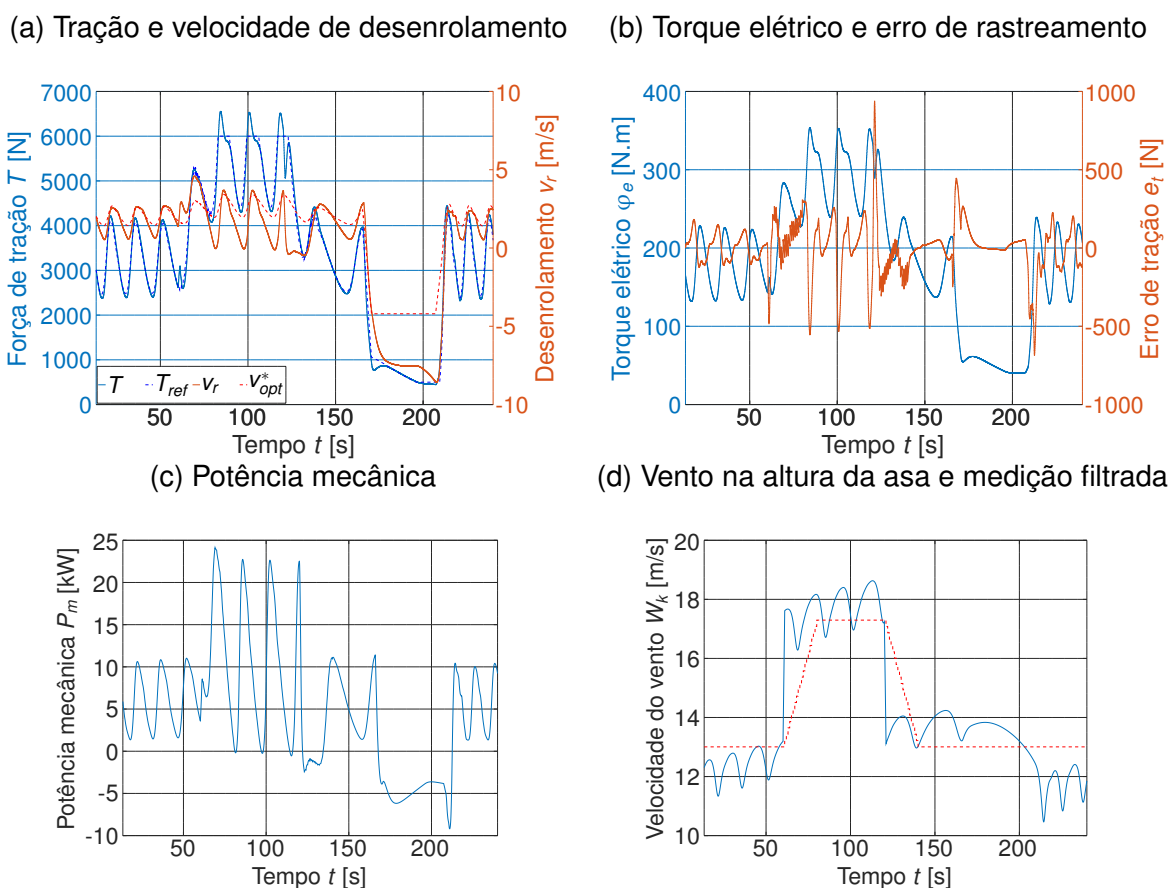 (a) Tração e velocidade de desenrolamento
7000
6000
5000
4000
3000
2000
1000
0
Força de tração T [N]
10
5
0
-5
-10
Desenrolamento v_r [m/s]
T T_ref v_r v*_opt
50 100 150 200
Tempo t [s]
(b) Torque elétrico e erro de rastreamento
400
300
200
100
0
Torque elétrico φ_e [N.m]
1000
500
0
-500
-1000
Erro de tração e_t [N]
50 100 150 200
Tempo t [s]
(c) Potência mecânica
25
20
15
10
5
0
-5
-10
Potência mecânica P_m [kW]
50 100 150 200
Tempo t [s]
(d) Vento na altura da asa e medição filtrada
20
18
16
14
12
10
Velocidade do vento W_k [m/s]
50 100 150 200
Tempo t [s]